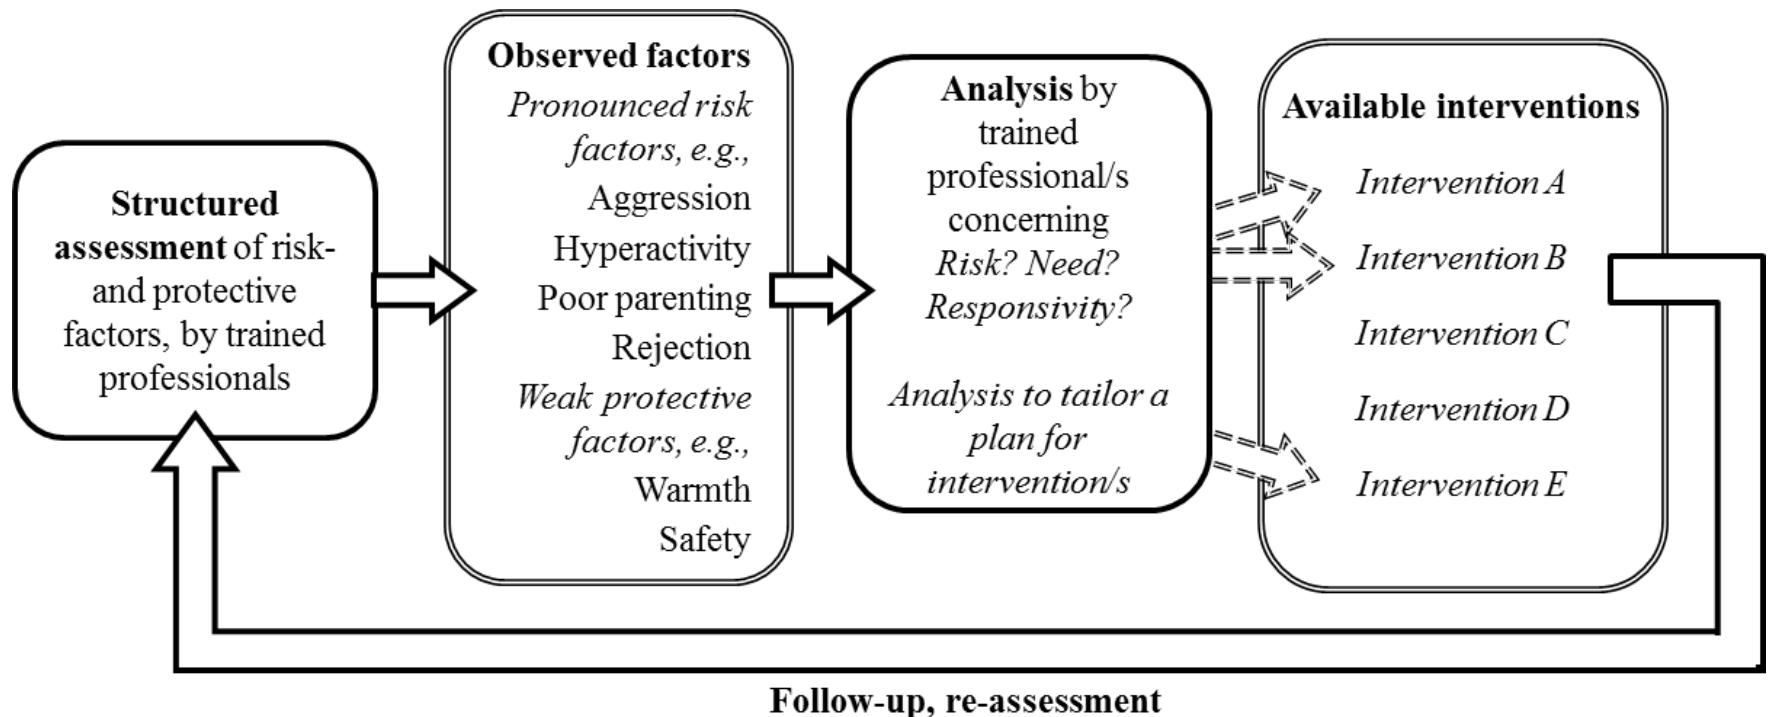 Structured
assessment of risk-
and protective
factors, by trained
professionals
Observed factors
Pronounced risk
factors, e.g.,
Aggression
Hyperactivity
Poor parenting
Rejection
Weak protective
factors, e.g.,
Warmth
Safety
Analysis by
trained
professional/s
concerning
Risk? Need?
Responsivity?
Analysis to tailor a
plan for
intervention/s
Available interventions
Intervention A
Intervention B
Intervention C
Intervention D
Intervention E
Follow-up, re-assessment